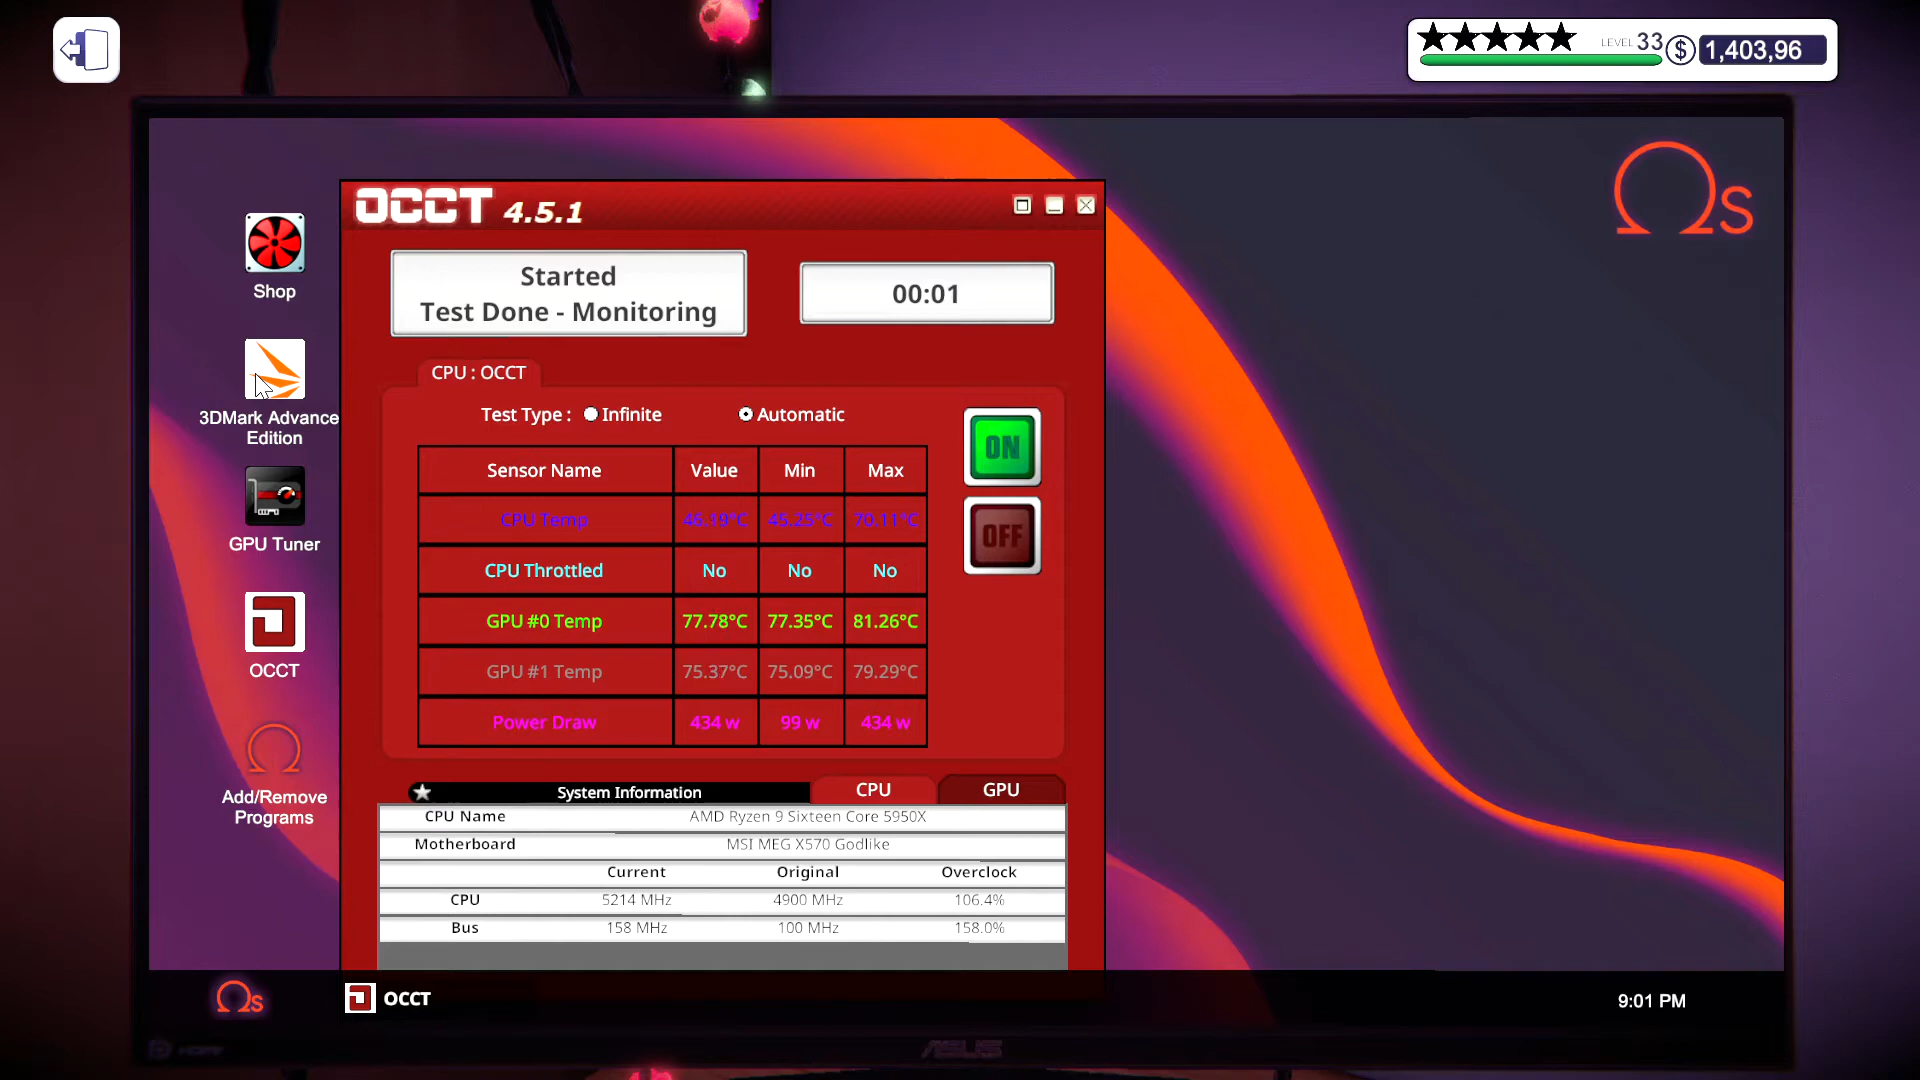 LEVEL 33 $ 1,403,96
Ωs
Shop
3DMark Advance
Edition
GPU Tuner
OCCT
Add/Remove
Programs
OCCT 4.5.1
Started
Test Done - Monitoring
00:01
CPU : OCCT
Test Type : Infinite Automatic
ON
OFF
Sensor Name Value Min Max
CPU Temp 46.19°C 45.25°C 70.11°C
CPU Throttled No No No
GPU #0 Temp 77.78°C 77.35°C 81.26°C
GPU #1 Temp 75.37°C 75.09°C 79.29°C
Power Draw 434 w 99 w 434 w
System Information CPU GPU
CPU Name AMD Ryzen 9 Sixteen Core 5950X
Motherboard MSI MEG X570 Godlike
Current Original Overclock
CPU 5214 MHz 4900 MHz 106.4%
Bus 158 MHz 100 MHz 158.0%
Ωs OCCT 9:01 PM
ASUS